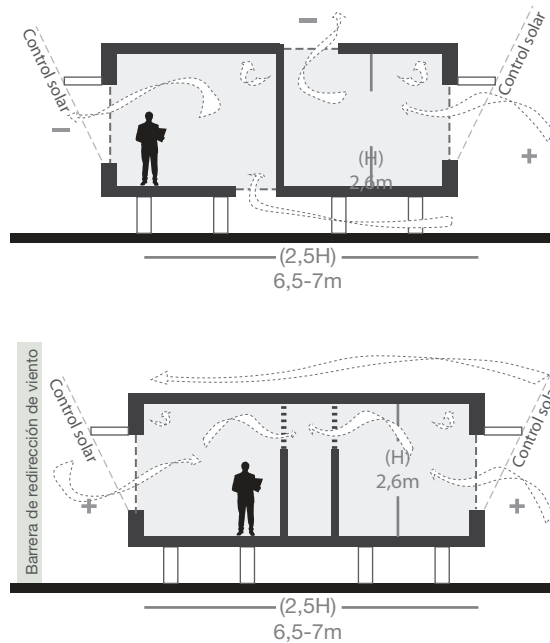 Control solar
Control solar
(H)
2,6m
(2,5H)
6,5-7m
Barrera de redirección de viento
Control solar
Control solar
(H)
2,6m
(2,5H)
6,5-7m